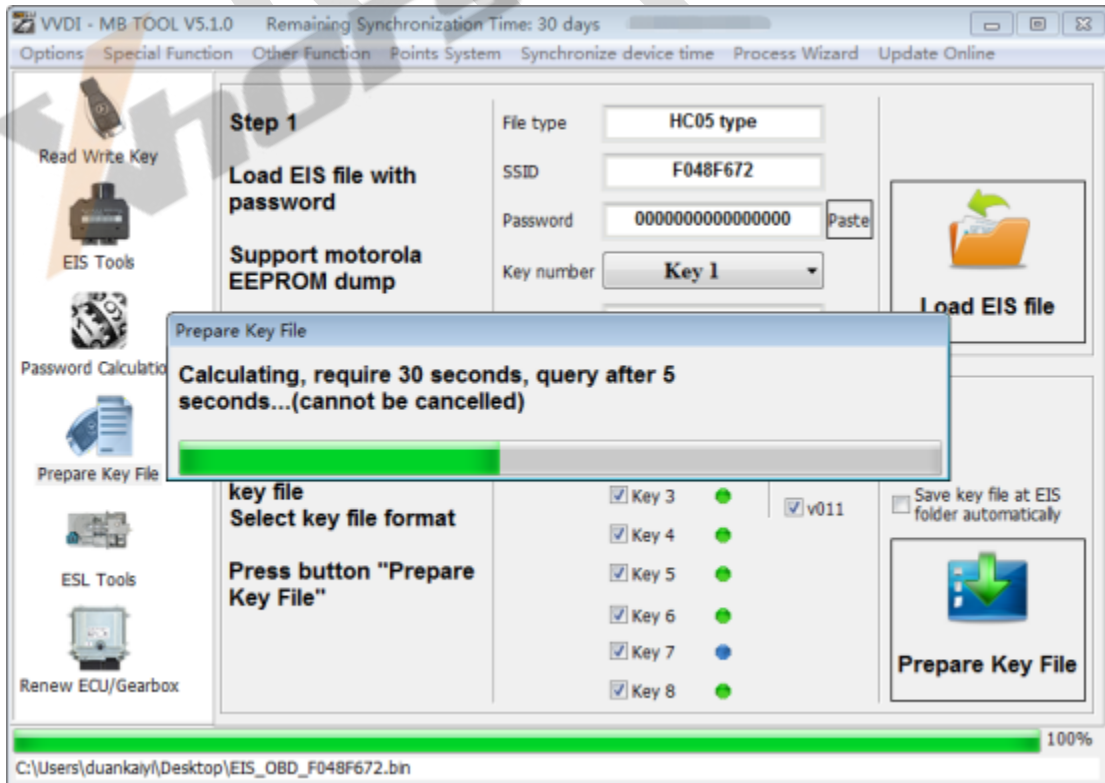 VVDI - MB TOOL V5.1.0 Remaining Synchronization Time: 30 days
Options Special Function Other Function Points System Synchronize device time Process Wizard Update Online
Read Write Key
EIS Tools
Password Calculatio
Prepare Key File
ESL Tools
Renew ECU/Gearbox
Step 1
Load EIS file with
password
Support motorola
EEPROM dump
File type HC05 type
SSID F048F672
Password 0000000000000000 Paste
Key number Key 1
Load EIS file
Prepare Key File
Calculating, require 30 seconds, query after 5
seconds...(cannot be cancelled)
key file
Select key file format
Press button "Prepare
Key File"
Key 3
Key 4
Key 5
Key 6
Key 7
Key 8
v011
Save key file at EIS
folder automatically
Prepare Key File
100%
C:\Users\duankaiyi\Desktop\EIS_OBD_F048F672.bin